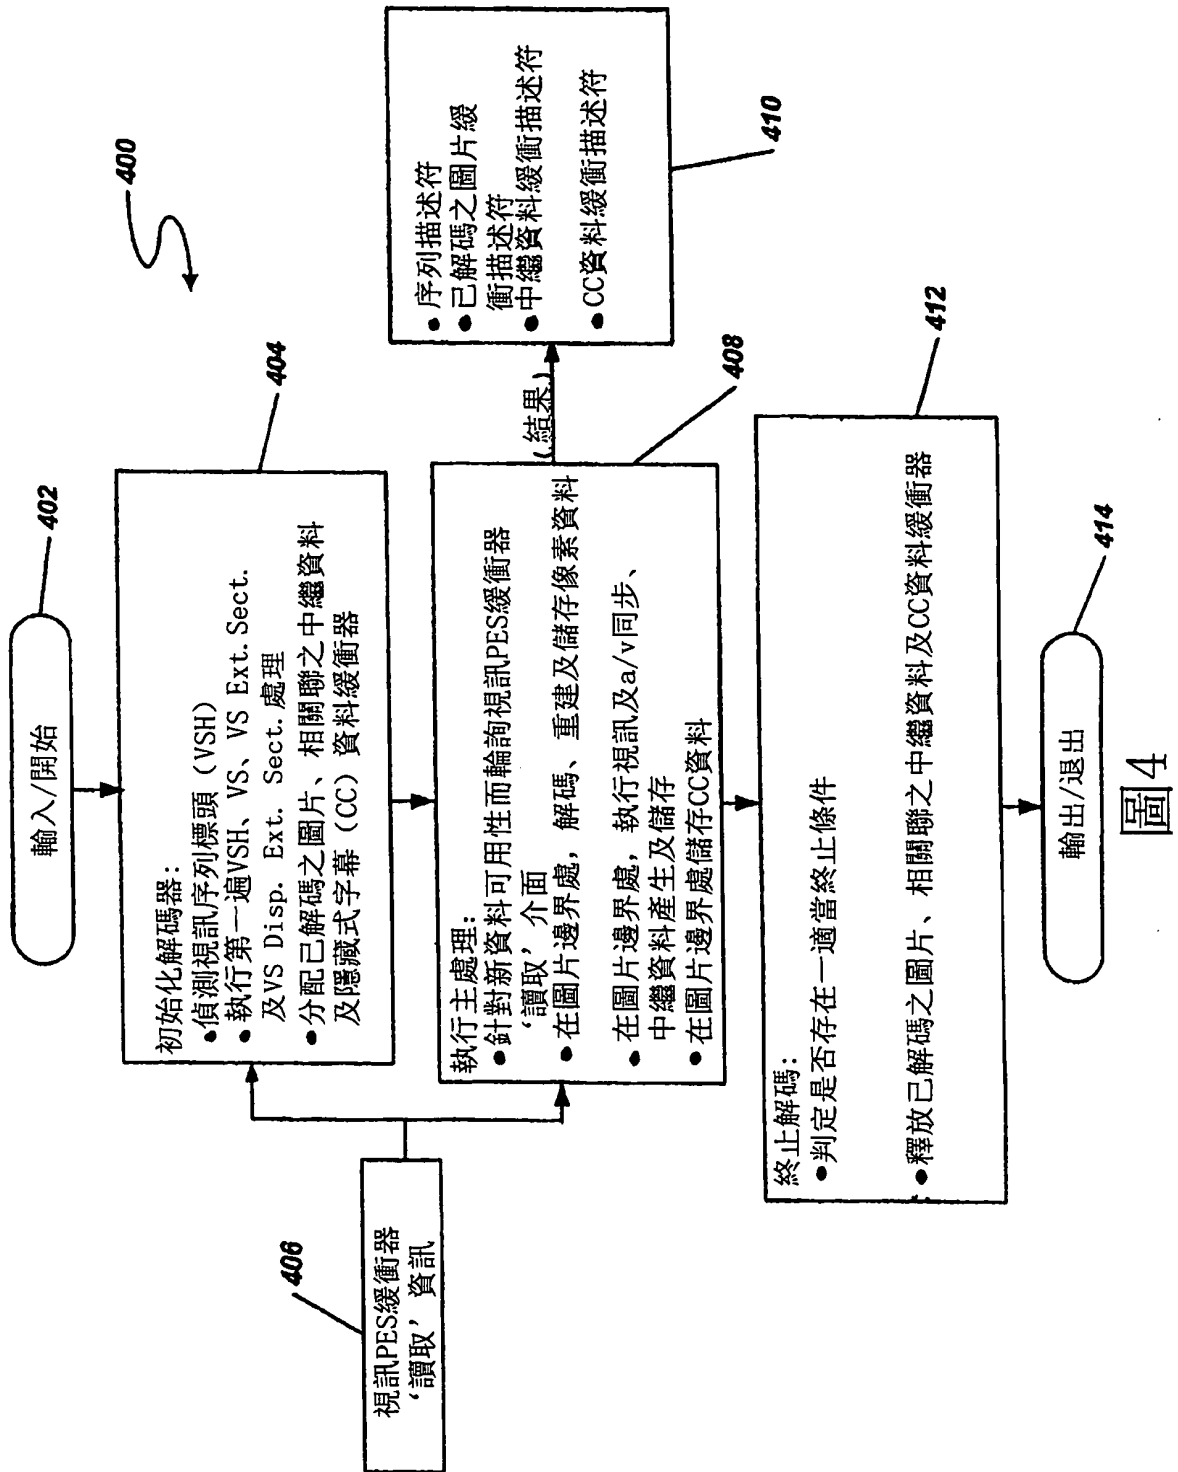 400
402
輸入/開始
404
初始化解碼器:
●偵測視訊序列標頭(VSH)
●執行第一遍VSH、VS、VS Ext. Sect.
及VS Disp. Ext. Sect.處理
●分配已解碼之圖片、相關聯之中繼資料
及隱藏式字幕(CC)資料緩衝器
406
視訊PES緩衝器
‘讀取’資訊
408
執行主處理:
●針對新資料可用性而輪詢視訊PES緩衝器
‘讀取’介面
●在圖片邊界處,解碼、重建及儲存像素資料
●在圖片邊界處,執行視訊及a/v同步、
中繼資料產生及儲存
●在圖片邊界處儲存CC資料
(結果)
● 序列描述符
● 已解碼之圖片緩
衝描述符
● 中繼資料緩衝描述符
● CC資料緩衝描述符
410
412
終止解碼:
●判定是否存在一適當終止條件
●釋放已解碼之圖片、相關聯之中繼資料及CC資料緩衝器
414
輸出/退出
圖4